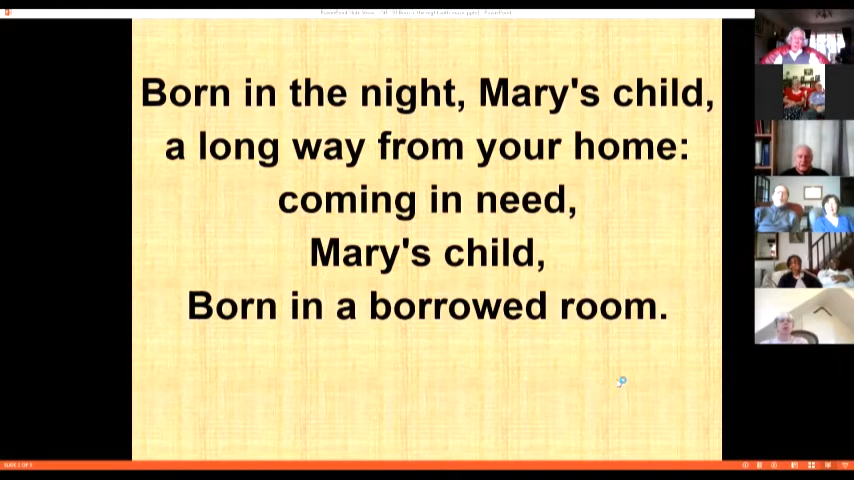 Born in the night, Mary's child,
a long way from your home:
coming in need,
Mary's child,
Born in a borrowed room.